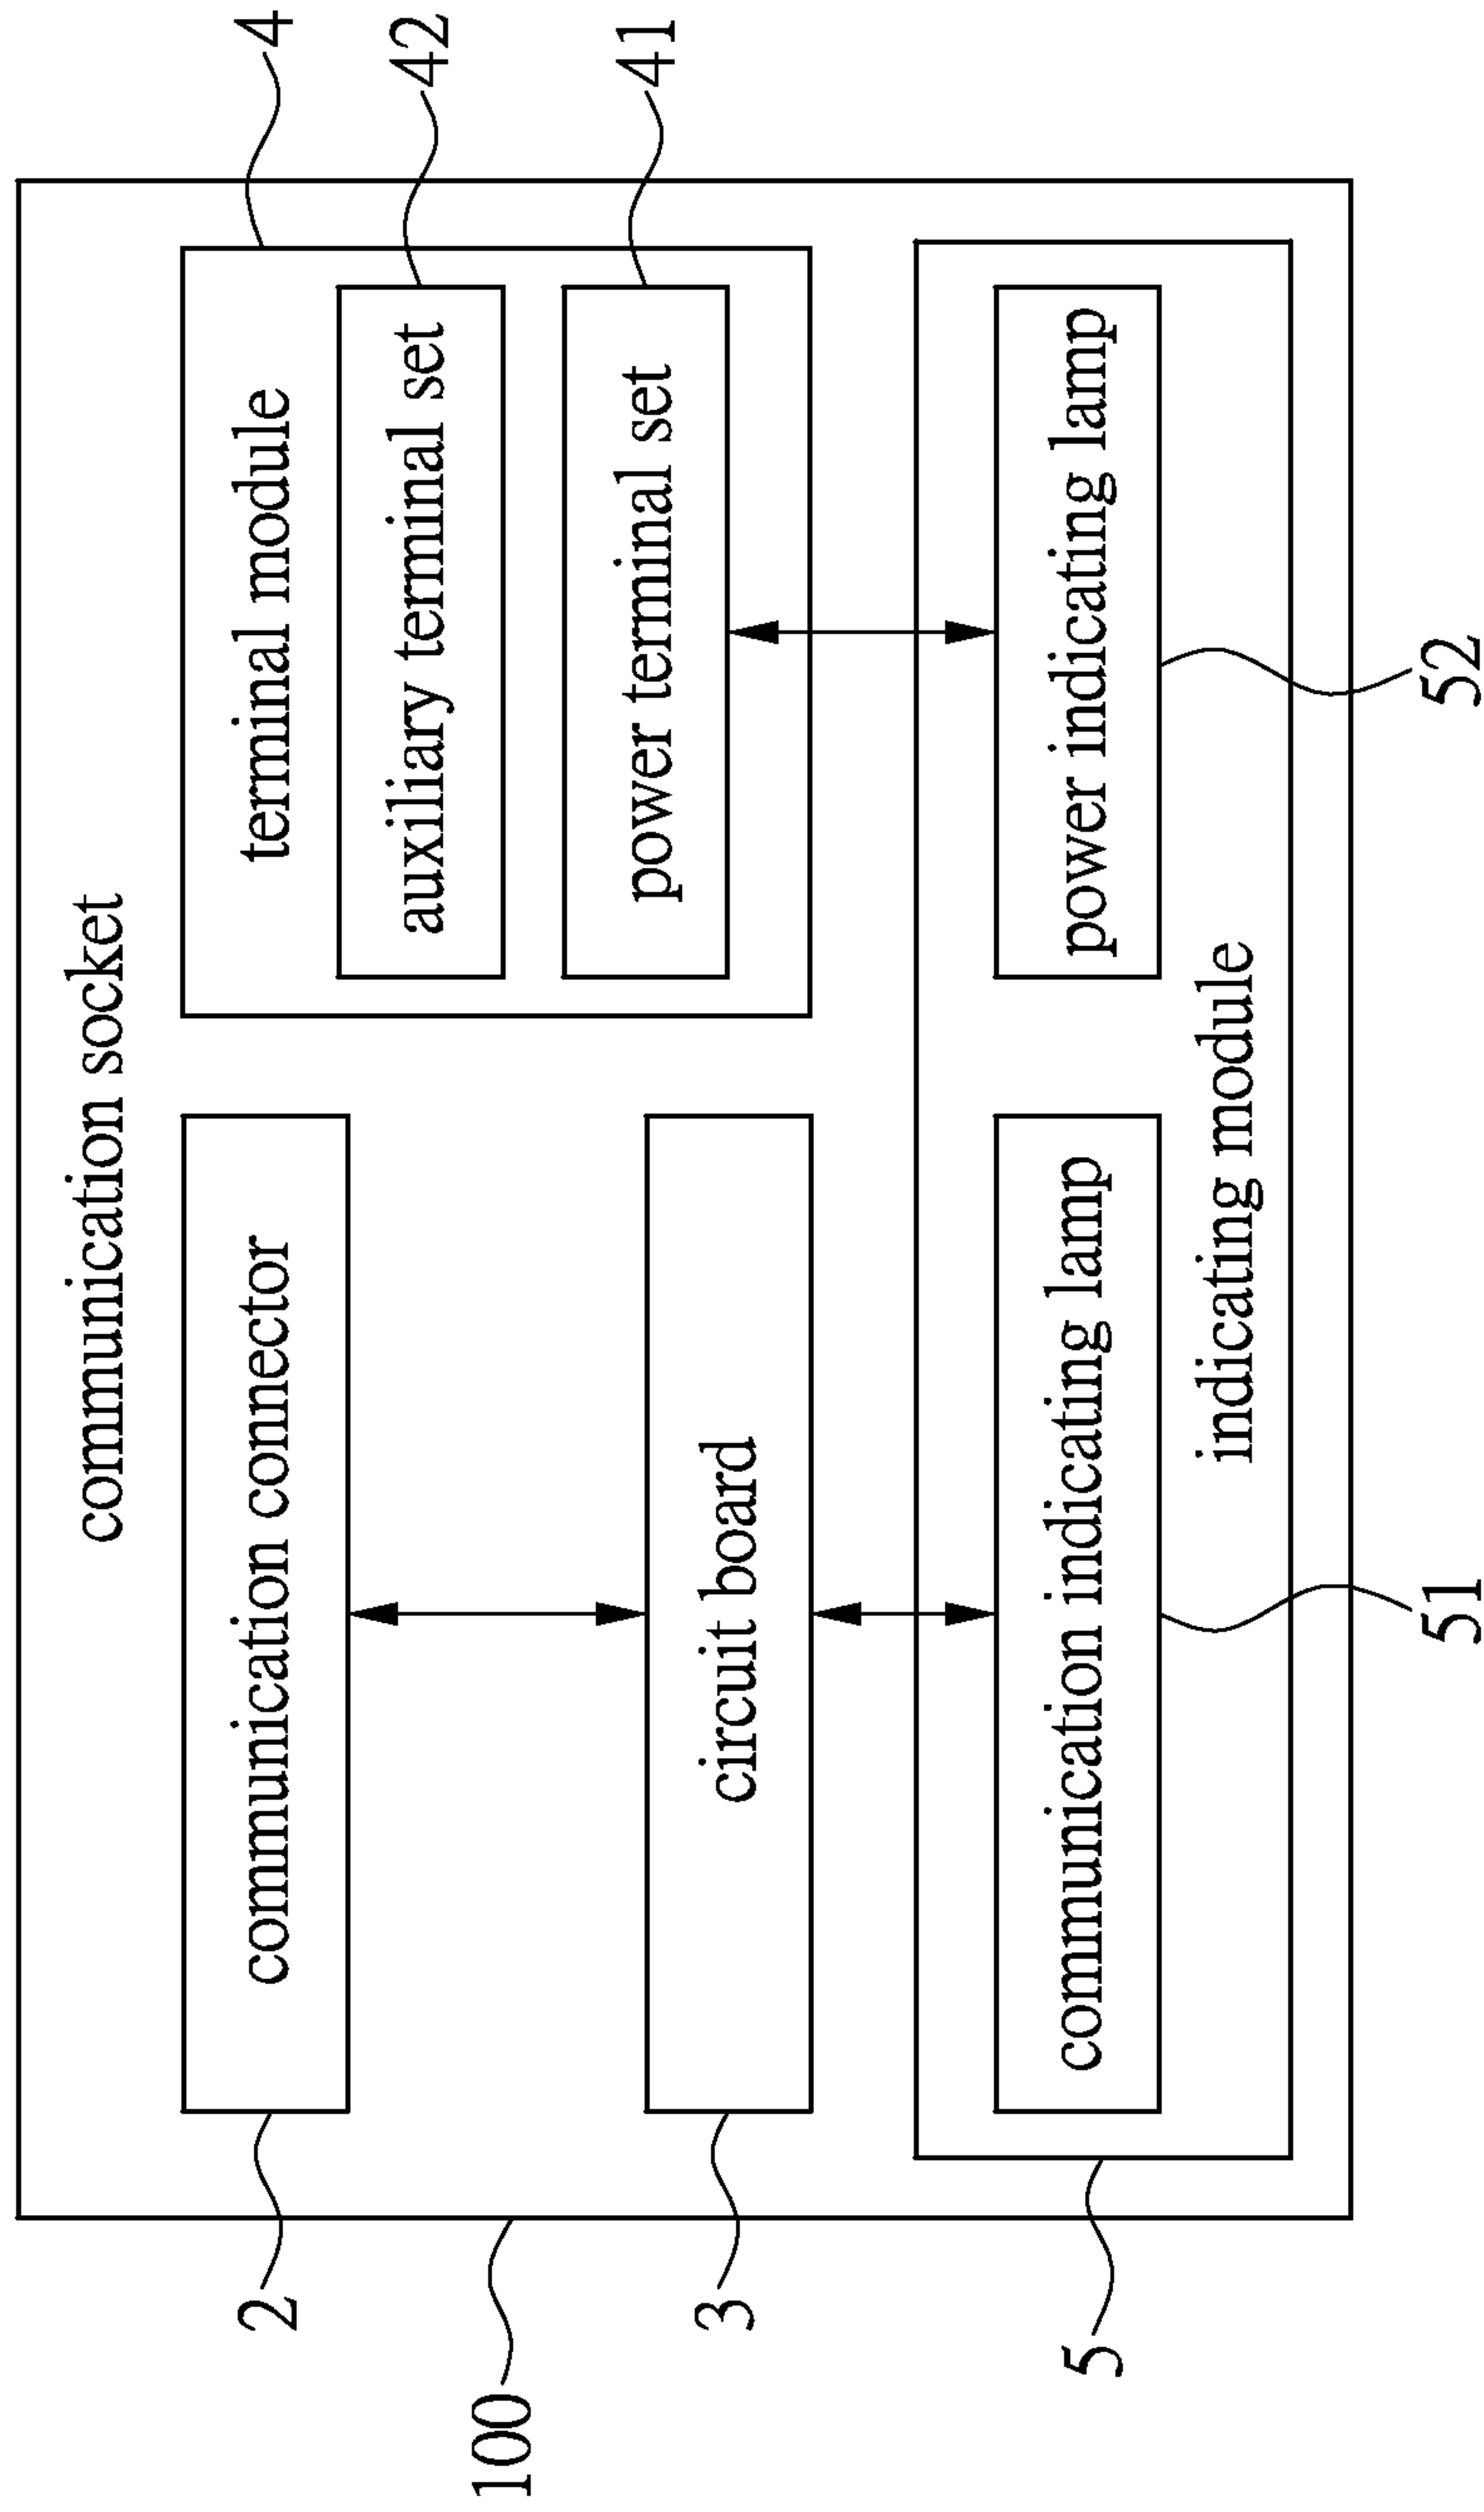 communication socket
communication connector
terminal module
auxiliary terminal set
power terminal set
circuit board
communication indicating lamp
power indicating lamp
indicating module
2
100
3
5
4
42
41
51
52